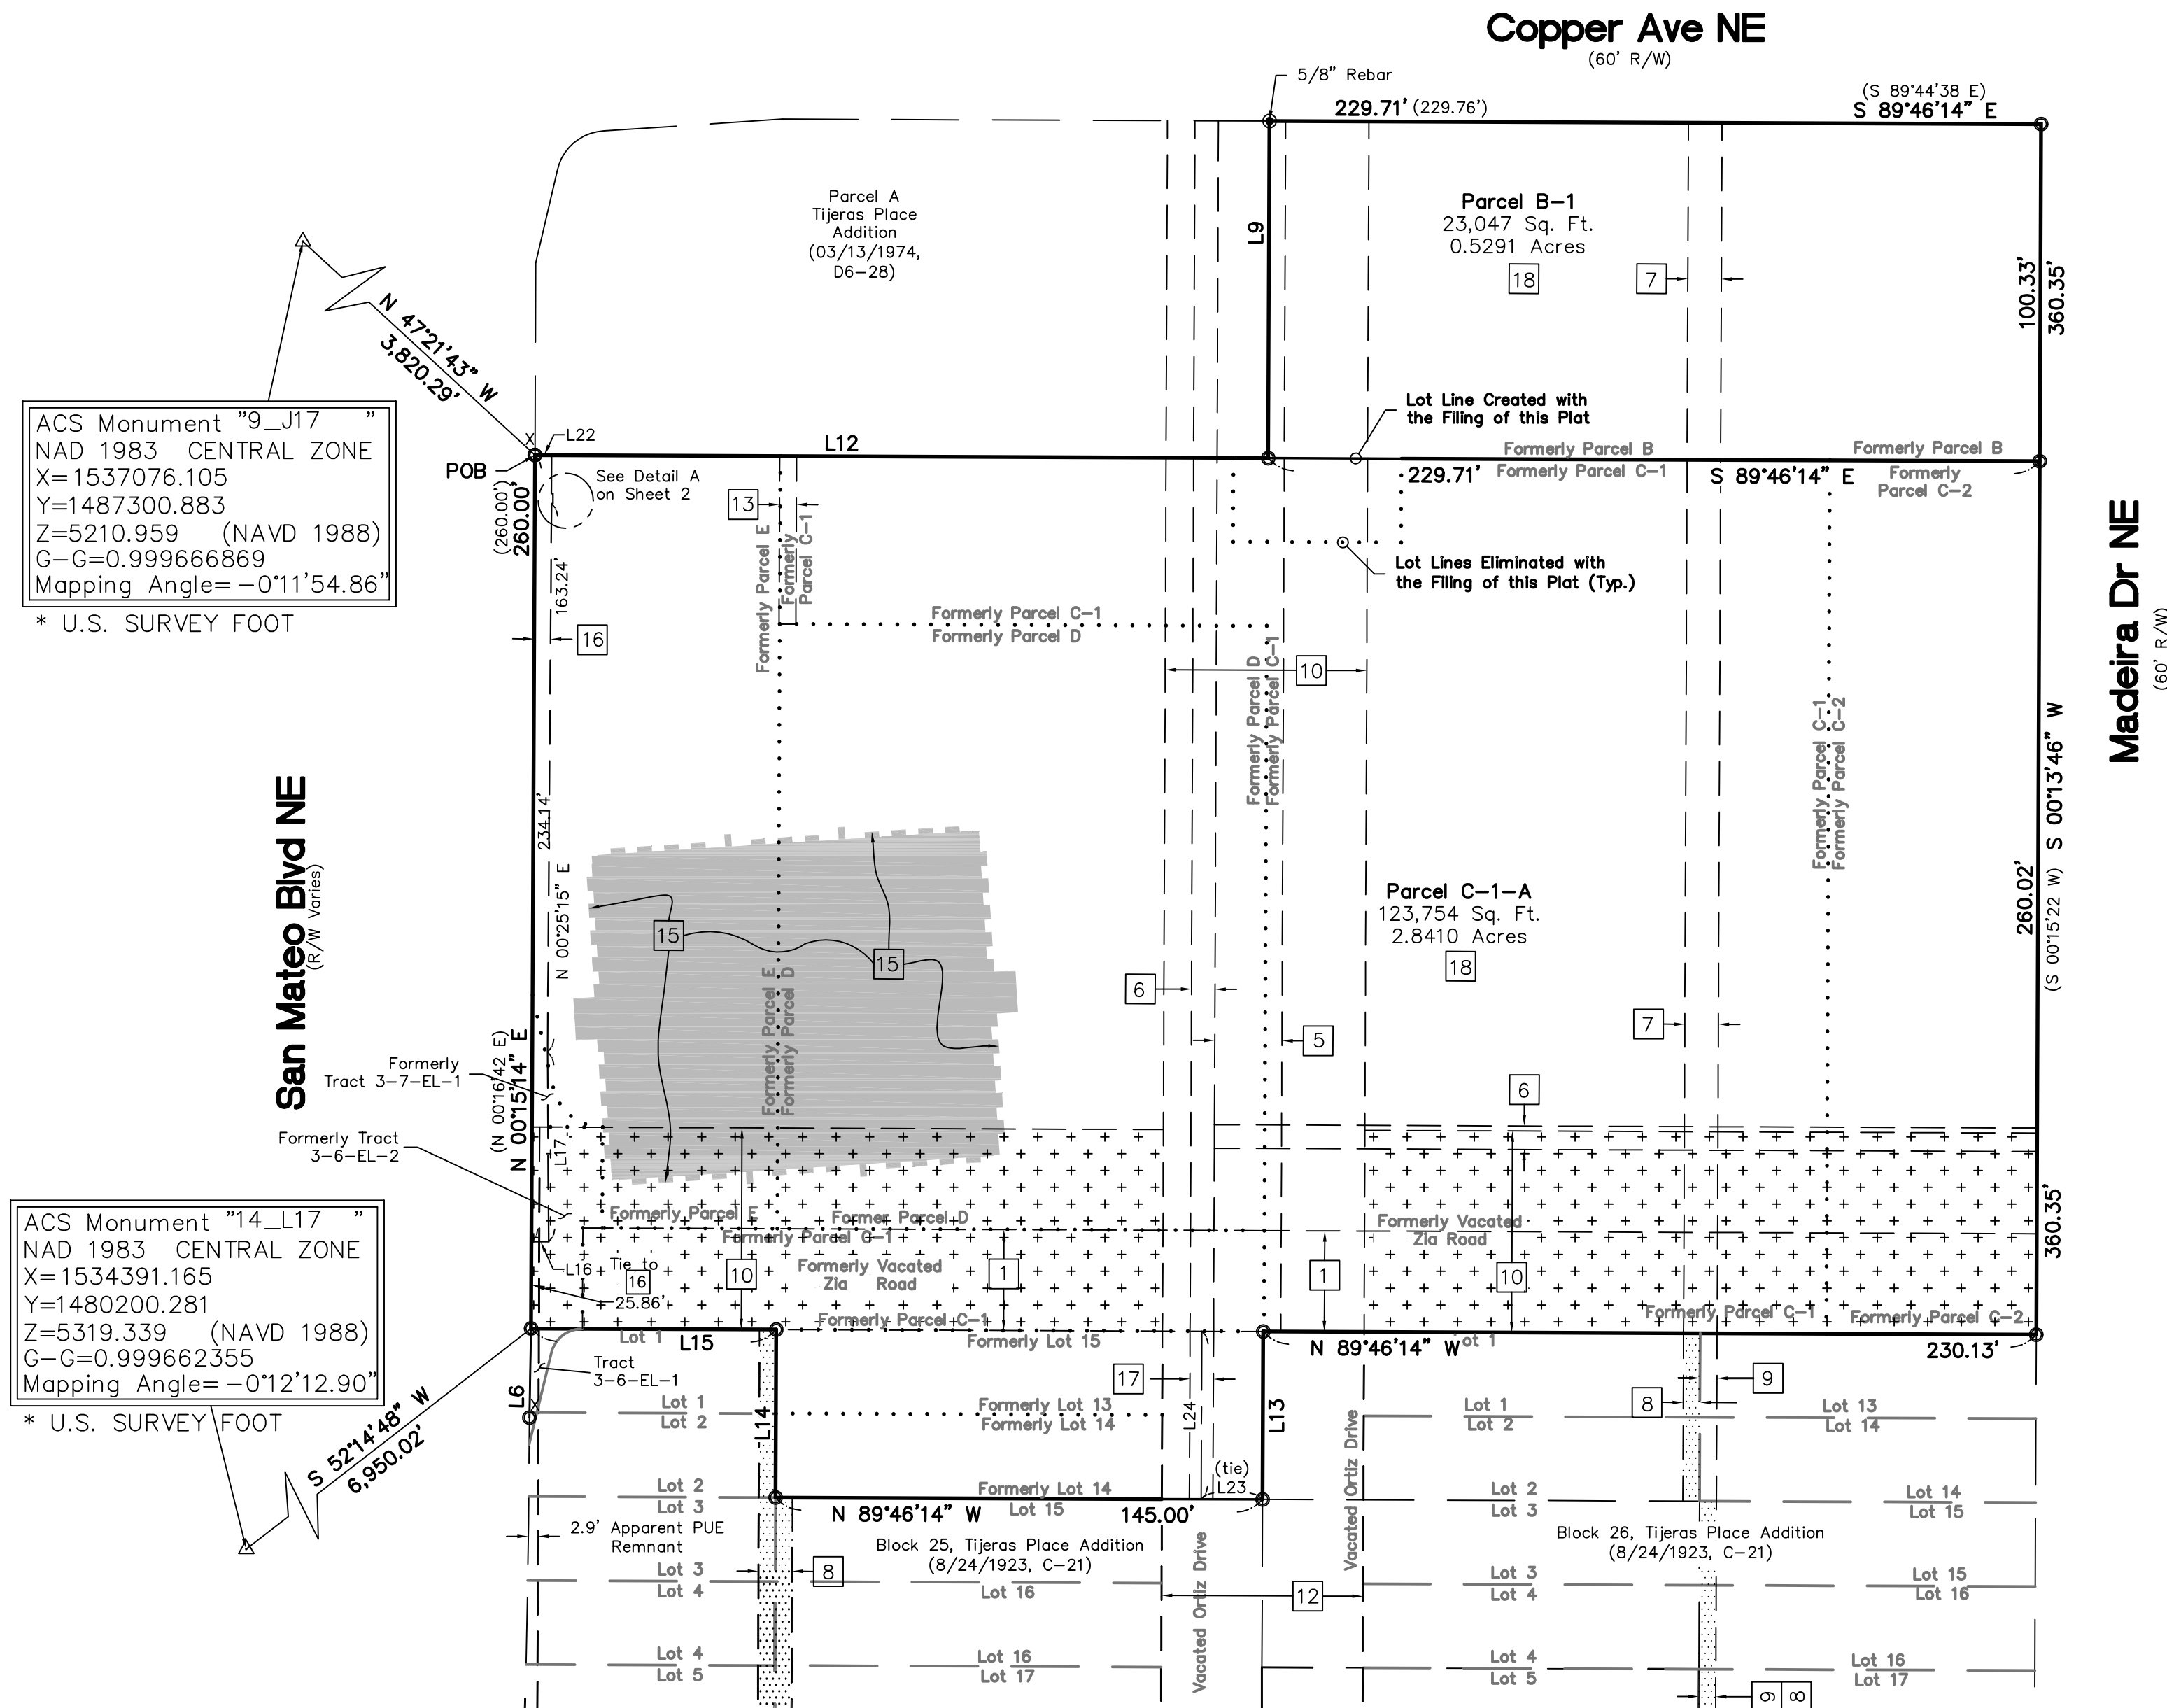 Copper Ave NE
(60' R/W)
5/8" Rebar
229.71' (229.76')
(S 89°44'38 E)
S 89°46'14" E
Parcel A
Tijeras Place
Addition
(03/13/1974,
D6-28)
L9
Parcel B-1
23,047 Sq. Ft.
0.5291 Acres
18
7
100.33'
360.35'
N 47°21'43" W
3,820.29'
ACS Monument "9_J17 "
NAD 1983 CENTRAL ZONE
X=1537076.105
Y=1487300.883
Z=5210.959 (NAVD 1988)
G-G=0.999666869
Mapping Angle= -0°11'54.86"
* U.S. SURVEY FOOT
X
L22
POB
L12
Lot Line Created with
the Filing of this Plat
Formerly Parcel B
Formerly Parcel B
229.71'
Formerly Parcel C-1
S 89°46'14" E
Formerly
Parcel C-2
See Detail A
on Sheet 2
(260.00')
260.00'
13
Formerly Parcel E
Formerly
Parcel C-1
Lot Lines Eliminated with
the Filing of this Plat (Typ.)
163.24'
16
Formerly Parcel C-1
Formerly Parcel D
10
Formerly Parcel D
Formerly Parcel C-1
Formerly Parcel C-1
Formerly Parcel C-2
Madeira Dr NE
(60' R/W)
S 00°13'46" W
(S 00°15'22 W)
260.02'
San Mateo Blvd NE
(R/W Varies)
234.14'
N 00°25'15" E
15
15
Formerly Parcel E
Formerly Parcel D
Parcel C-1-A
123,754 Sq. Ft.
2.8410 Acres
18
6
5
7
6
(N 00°16'42 E)
N 00°15'14" E
Formerly
Tract 3-7-EL-1
Formerly Tract
3-6-EL-2
L17
Formerly Parcel E
Former Parcel D
Formerly Parcel C-1
Formerly Vacated
Zia Road
360.35'
ACS Monument "14_L17 "
NAD 1983 CENTRAL ZONE
X=1534391.165
Y=1480200.281
Z=5319.339 (NAVD 1988)
G-G=0.999662355
Mapping Angle= -0°12'12.90"
* U.S. SURVEY FOOT
L16
Tie to
16
25.86'
10
Formerly Vacated
Zia Road
1
1
10
Formerly Parcel C-1
Formerly Parcel C-1
Formerly Parcel C-2
Lot 1
L15
Formerly Lot 15
N 89°46'14" W
Lot 1
230.13'
Tract
3-6-EL-1
17
9
8
L6
X
Lot 1
Lot 2
L14
Formerly Lot 13
Formerly Lot 14
L24
L13
Vacated Ortiz Drive
Lot 1
Lot 2
Lot 13
Lot 14
S 52°14'48" W
6,950.02'
(tie)
L23
Lot 2
Lot 3
Formerly Lot 14
Lot 15
N 89°46'14" W
145.00'
Lot 2
Lot 3
Lot 14
Lot 15
2.9' Apparent PUE
Remnant
Block 25, Tijeras Place Addition
(8/24/1923, C-21)
Block 26, Tijeras Place Addition
(8/24/1923, C-21)
Vacated Ortiz Drive
Lot 3
Lot 4
8
Lot 16
12
Lot 3
Lot 4
Lot 15
Lot 16
Lot 4
Lot 5
Lot 16
Lot 17
Lot 4
Lot 5
Lot 16
Lot 17
9
8